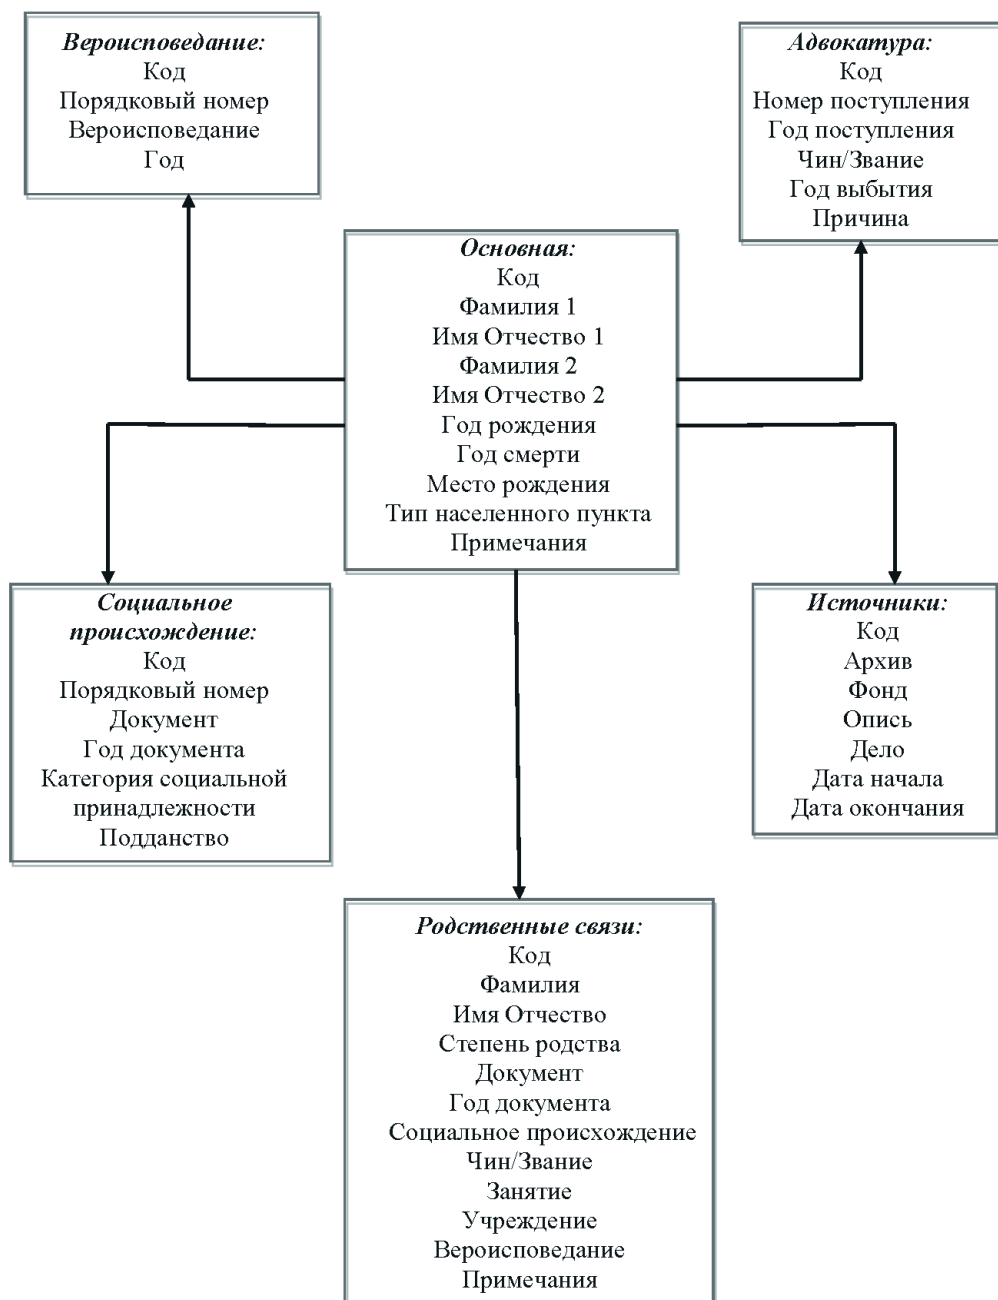 Вероисповедание:
Код
Порядковый номер
Вероисповедание
Год
Адвокатура:
Код
Номер поступления
Год поступления
Чин/Звание
Год выбытия
Причина
Основная:
Код
Фамилия 1
Имя Отчество 1
Фамилия 2
Имя Отчество 2
Год рождения
Год смерти
Место рождения
Тип населенного пункта
Примечания
Социальное
происхождение:
Код
Порядковый номер
Документ
Год документа
Категория социальной
принадлежности
Подданство
Источники:
Код
Архив
Фонд
Опись
Дело
Дата начала
Дата окончания
Родственные связи:
Код
Фамилия
Имя Отчество
Степень родства
Документ
Год документа
Социальное происхождение
Чин/Звание
Занятие
Учреждение
Вероисповедание
Примечания